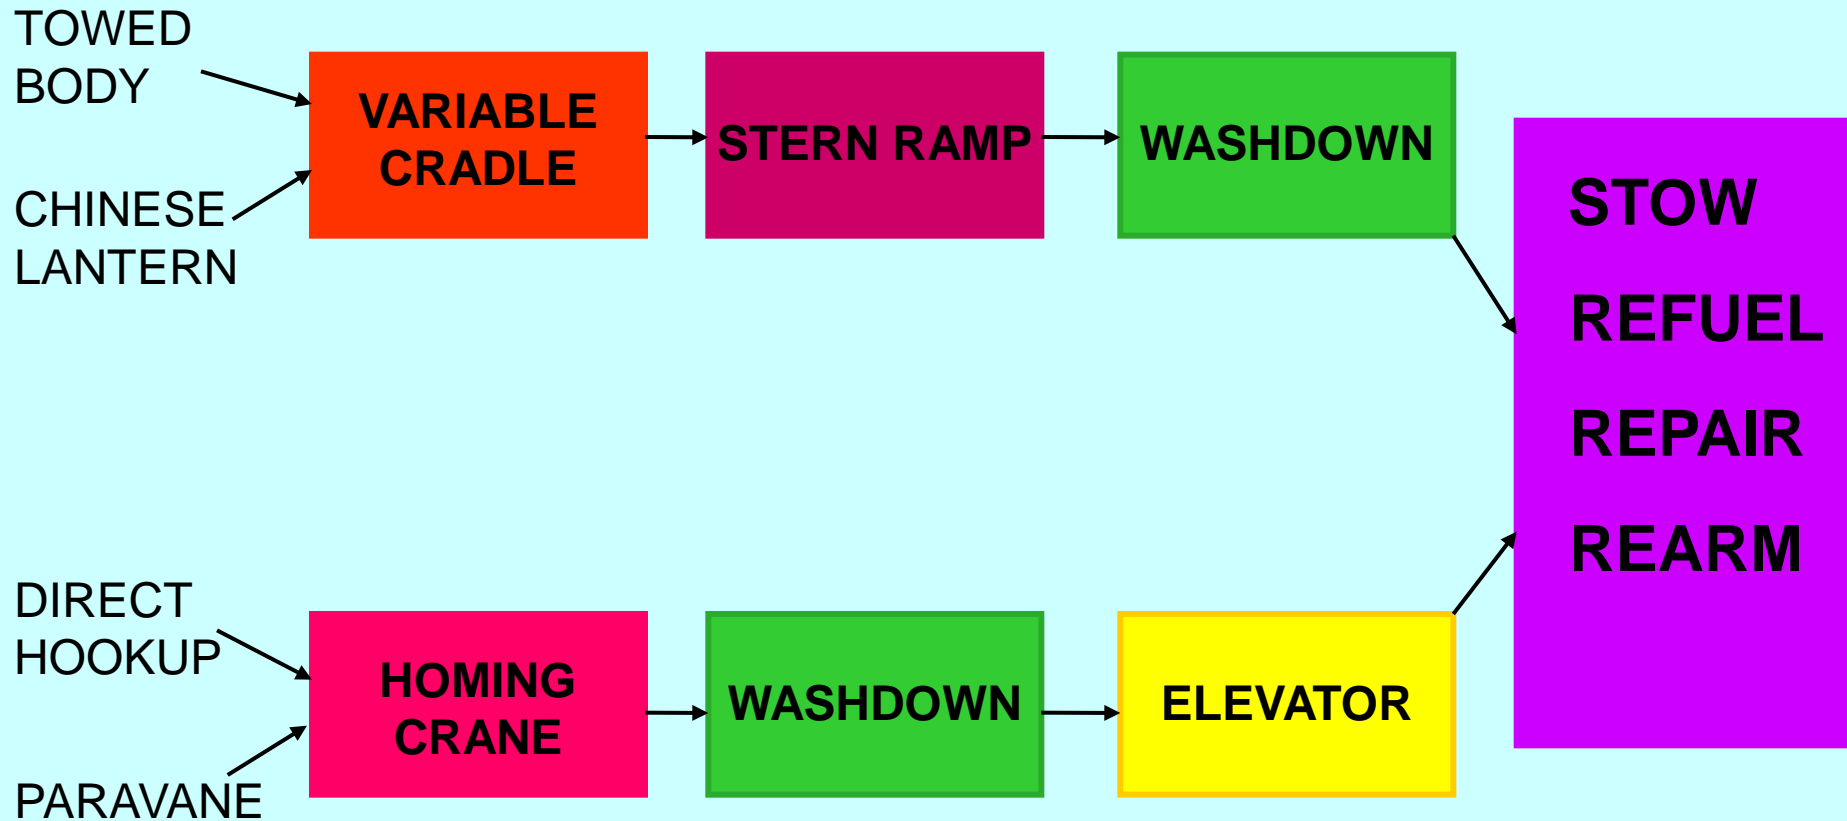 TOWED
BODY
CHINESE
LANTERN
VARIABLE
CRADLE
STERN RAMP
WASHDOWN
DIRECT
HOOKUP
PARAVANE
HOMING
CRANE
WASHDOWN
ELEVATOR
STOW
REFUEL
REPAIR
REARM